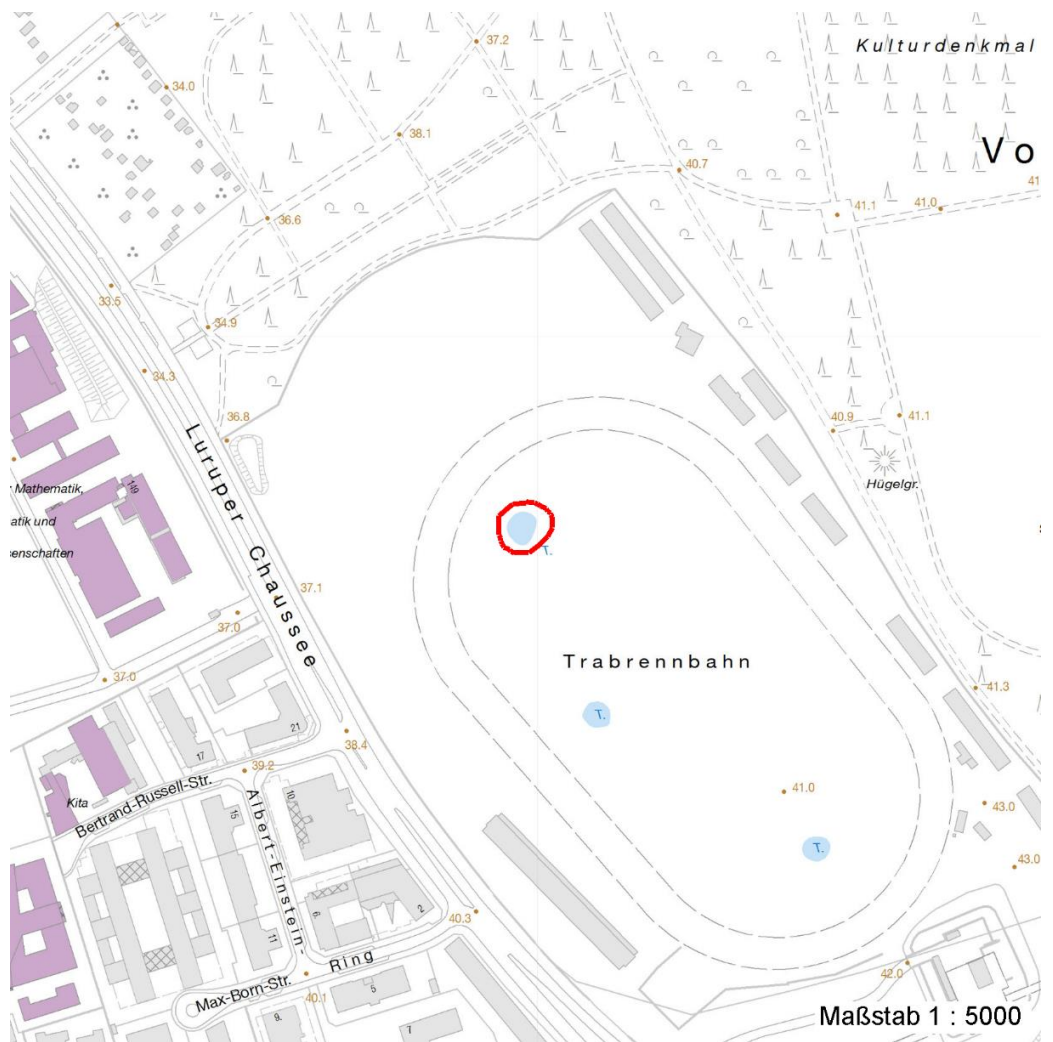 37.2
Kulturdenkmal
34.0
38.1
Vo
40.7
41
36.6
41.1
41.0
33.5
34.9
34.3
36.8
40.9
41.1
Luruper Chaussee
Hügelgr.
Mathematik,
149
atik und
enschaften
T.
37.1
37.0
Trabrennbahn
37.0
41.3
T.
21
38.4
17
39.2
Kita
Bertrand-Russell-Str.
10
41.0
43.0
15
Albert-Einstein-Ring
T.
43.0
6.
2
40.3
11
42.0
Max-Born-Str.
40.1
5
9.
7
Maßstab 1 : 5000